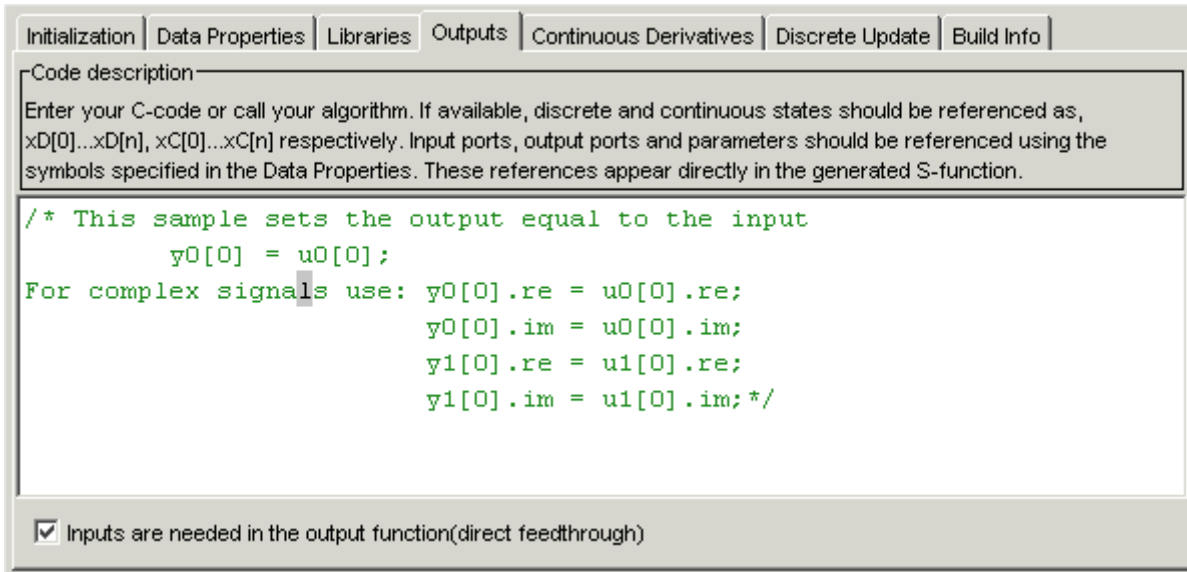 Initialization Data Properties Libraries Outputs Continuous Derivatives Discrete Update Build Info
Code description
Enter your C-code or call your algorithm. If available, discrete and continuous states should be referenced as,
xD[0]...xD[n], xC[0]...xC[n] respectively. Input ports, output ports and parameters should be referenced using the
symbols specified in the Data Properties. These references appear directly in the generated S-function.
/* This sample sets the output equal to the input
y0[0] = u0[0];
For complex signals use: y0[0].re = u0[0].re;
y0[0].im = u0[0].im;
y1[0].re = u1[0].re;
y1[0].im = u1[0].im;*/
Inputs are needed in the output function(direct feedthrough)